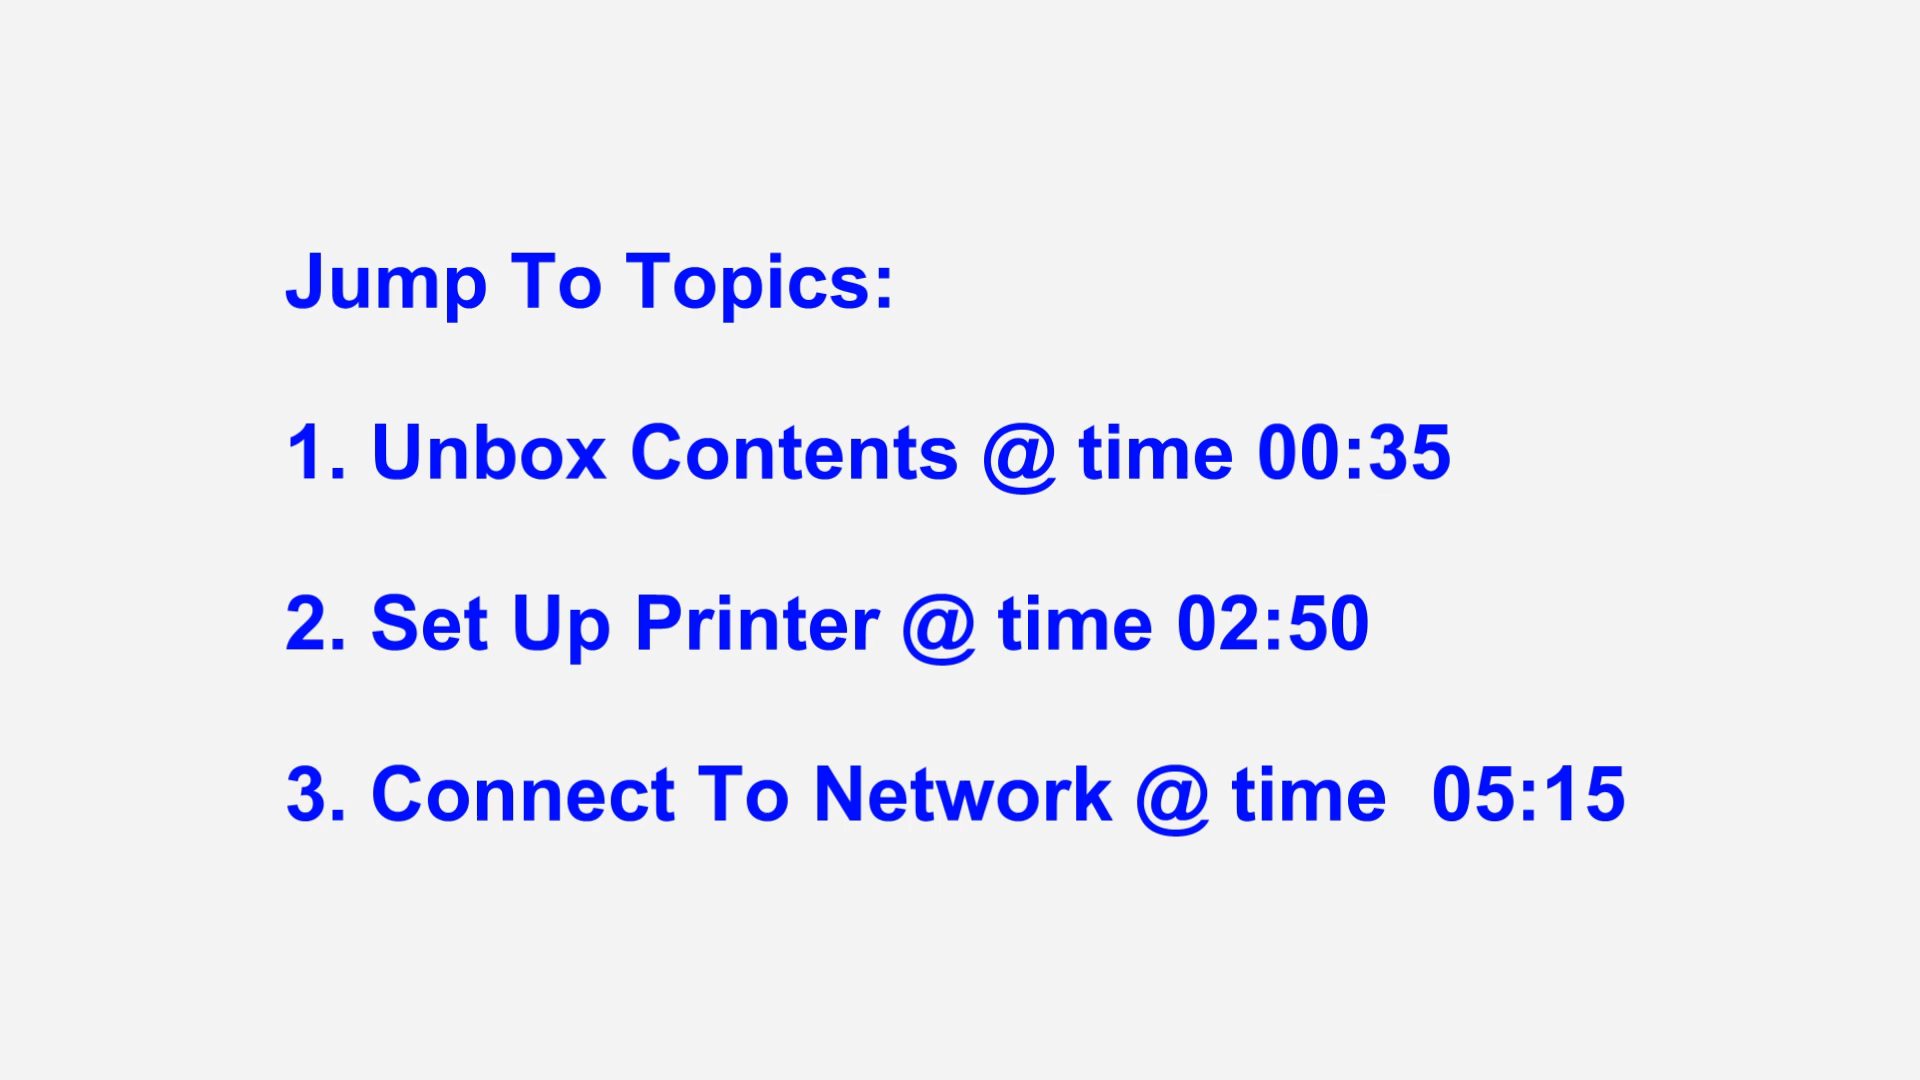 Jump To Topics:
1. Unbox Contents @ time 00:35
2. Set Up Printer @ time 02:50
3. Connect To Network @ time  05:15